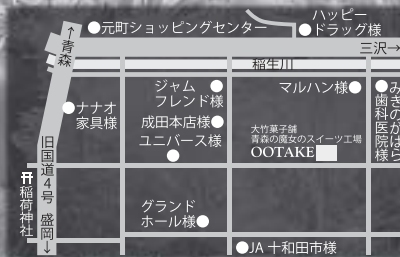 元町ショッピングセンター
ハッピー
ドラッグ様
↑青森
三沢→
稲生川
ジャム
フレンド様
マルハン様
ナナオ
家具様
成田本店様
ユニバース様
み
歯科医院様
きのがはら
大竹菓子舗
青森の魔女のスイーツ工場
OOTAKE
旧国道4号 盛岡↓
稲荷神社
グランド
ホール様
JA 十和田市様